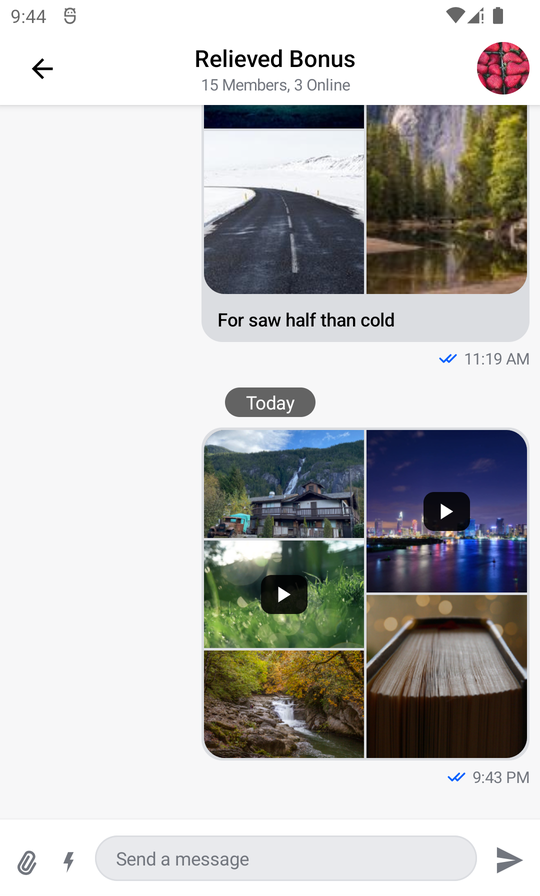 9:44
Relieved Bonus
15 Members, 3 Online
For saw half than cold
11:19 AM
Today
9:43 PM
Send a message